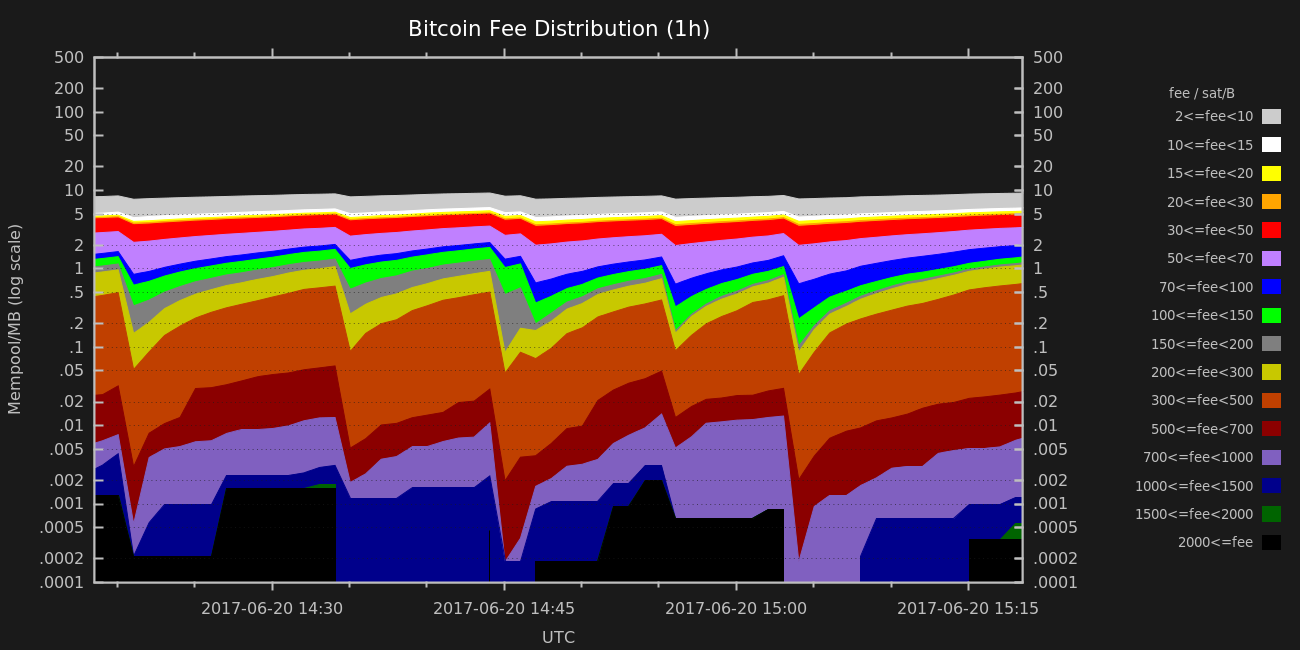 Bitcoin Fee Distribution (1h)
500
200
100
50
20
10
5
2
1
.5
.2
.1
.05
.02
.01
.005
.002
.001
.0005
.0002
.0001
Mempool/MB (log scale)
500
200
100
50
20
10
5
2
1
.5
.2
.1
.05
.02
.01
.005
.002
.001
.0005
.0002
.0001
2017-06-20 14:30 2017-06-20 14:45 2017-06-20 15:00 2017-06-20 15:15
UTC
fee / sat/B
2<=fee<10
10<=fee<15
15<=fee<20
20<=fee<30
30<=fee<50
50<=fee<70
70<=fee<100
100<=fee<150
150<=fee<200
200<=fee<300
300<=fee<500
500<=fee<700
700<=fee<1000
1000<=fee<1500
1500<=fee<2000
2000<=fee